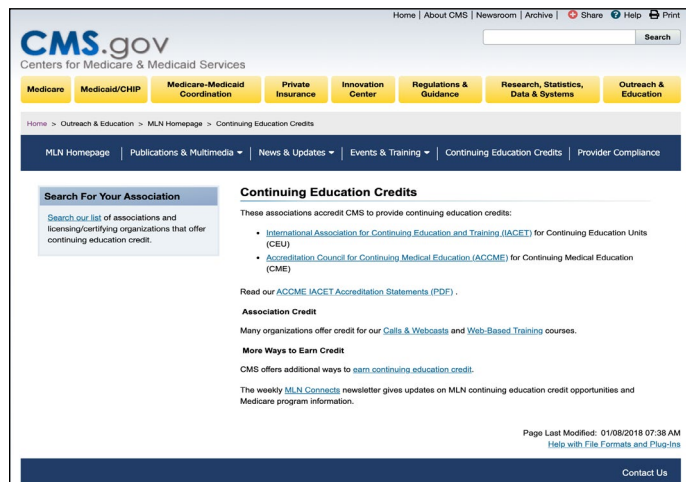 Home | About CMS | Newsroom | Archive | Share Help Print
CMS.gov
Search
Centers for Medicare & Medicaid Services
Medicare
Medicaid/CHIP
Medicare-Medicaid
Coordination
Private
Insurance
Innovation
Center
Regulations &
Guidance
Research, Statistics,
Data & Systems
Outreach &
Education
Home > Outreach & Education > MLN Homepage > Continuing Education Credits
MLN Homepage | Publications & Multimedia | News & Updates | Events & Training | Continuing Education Credits | Provider Compliance
Search For Your Association
Search our list of associations and
licensing/certifying organizations that offer
continuing education credit.
Continuing Education Credits
These associations accredit CMS to provide continuing education credits:
• International Association for Continuing Education and Training (IACET) for Continuing Education Units
(CEU)
• Accreditation Council for Continuing Medical Education (ACCME) for Continuing Medical Education
(CME)
Read our ACCME IACET Accreditation Statements (PDF) .
Association Credit
Many organizations offer credit for our Calls & Webcasts and Web-Based Training courses.
More Ways to Earn Credit
CMS offers additional ways to earn continuing education credit.
The weekly MLN Connects newsletter gives updates on MLN continuing education credit opportunities and
Medicare program information.
Page Last Modified: 01/08/2018 07:38 AM
Help with File Formats and Plug-Ins
Contact Us